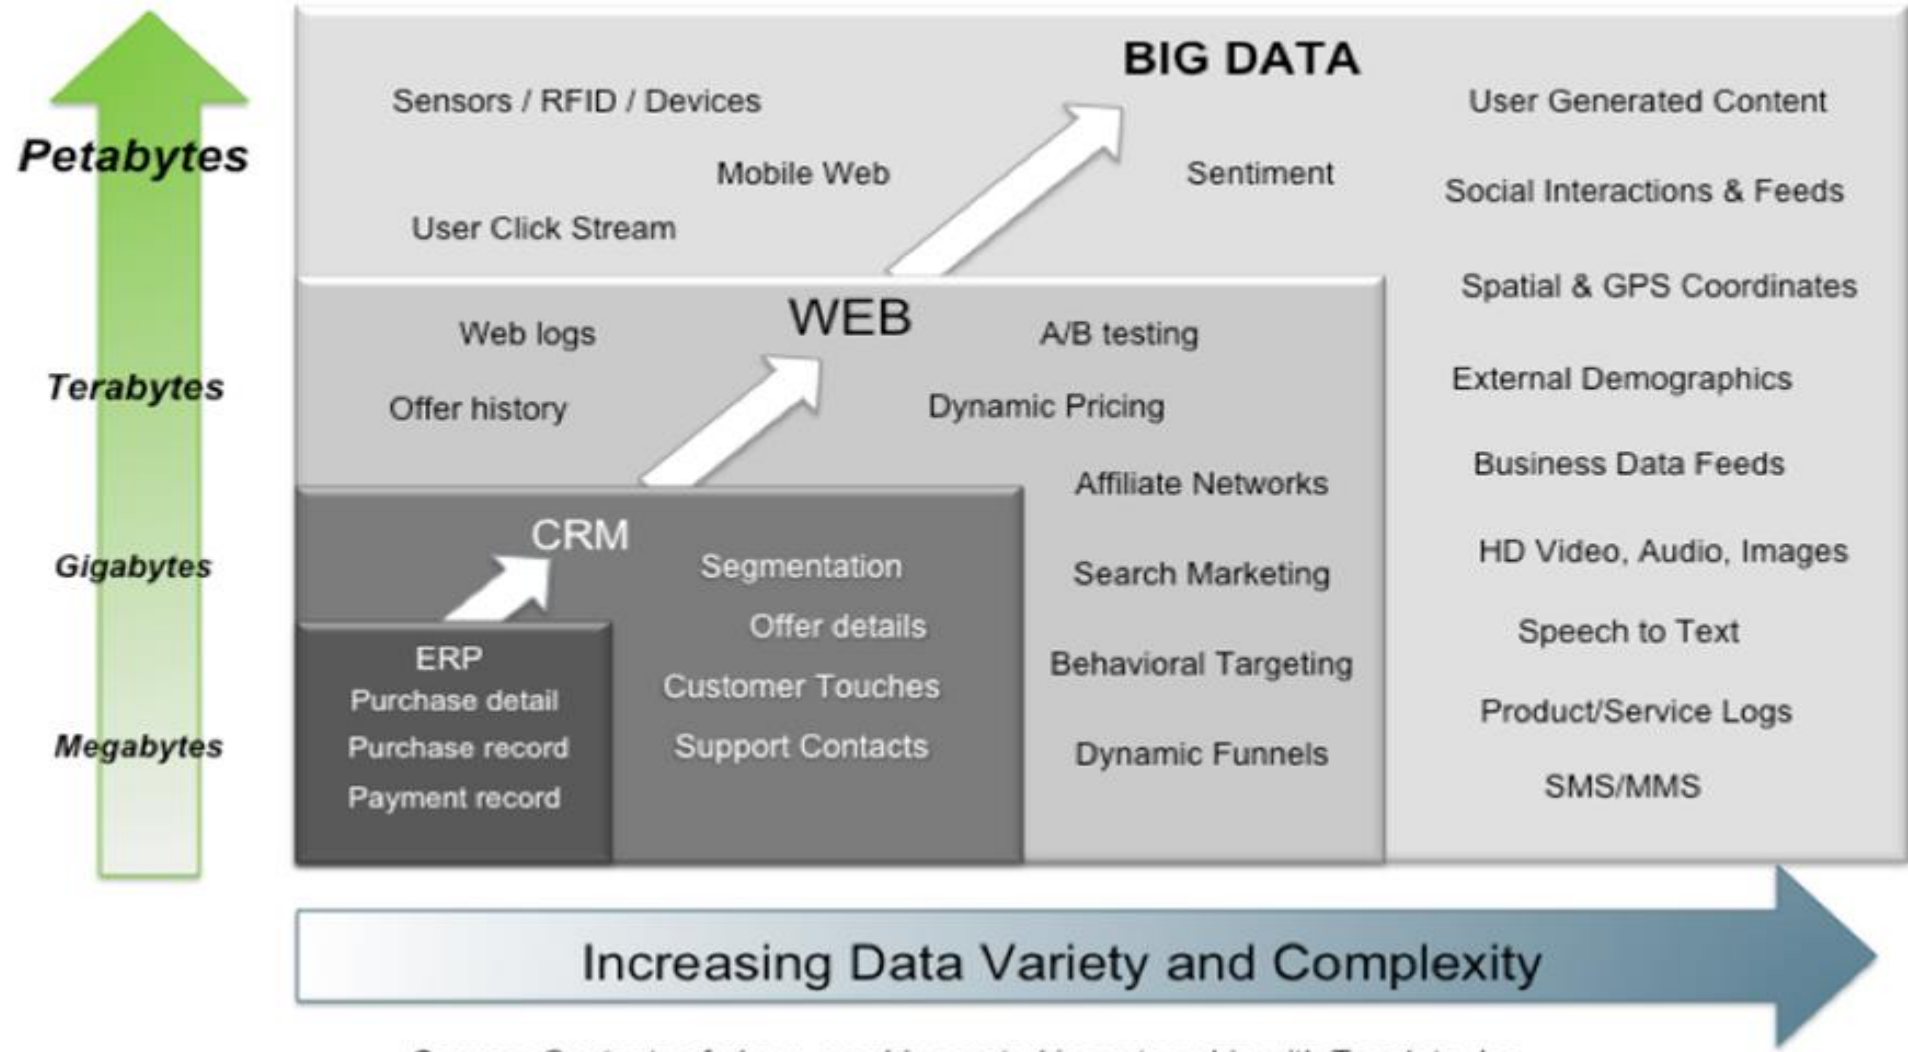 Petabytes
Terabytes
Gigabytes
Megabytes
BIG DATA
Sensors / RFID / Devices
Mobile Web
User Click Stream
Sentiment
User Generated Content
Social Interactions & Feeds
Spatial & GPS Coordinates
External Demographics
Business Data Feeds
HD Video, Audio, Images
Speech to Text
Product/Service Logs
SMS/MMS
WEB
Web logs
Offer history
A/B testing
Dynamic Pricing
Affiliate Networks
Search Marketing
Behavioral Targeting
Dynamic Funnels
CRM
Segmentation
Offer details
Customer Touches
Support Contacts
ERP
Purchase detail
Purchase record
Payment record
Increasing Data Variety and Complexity